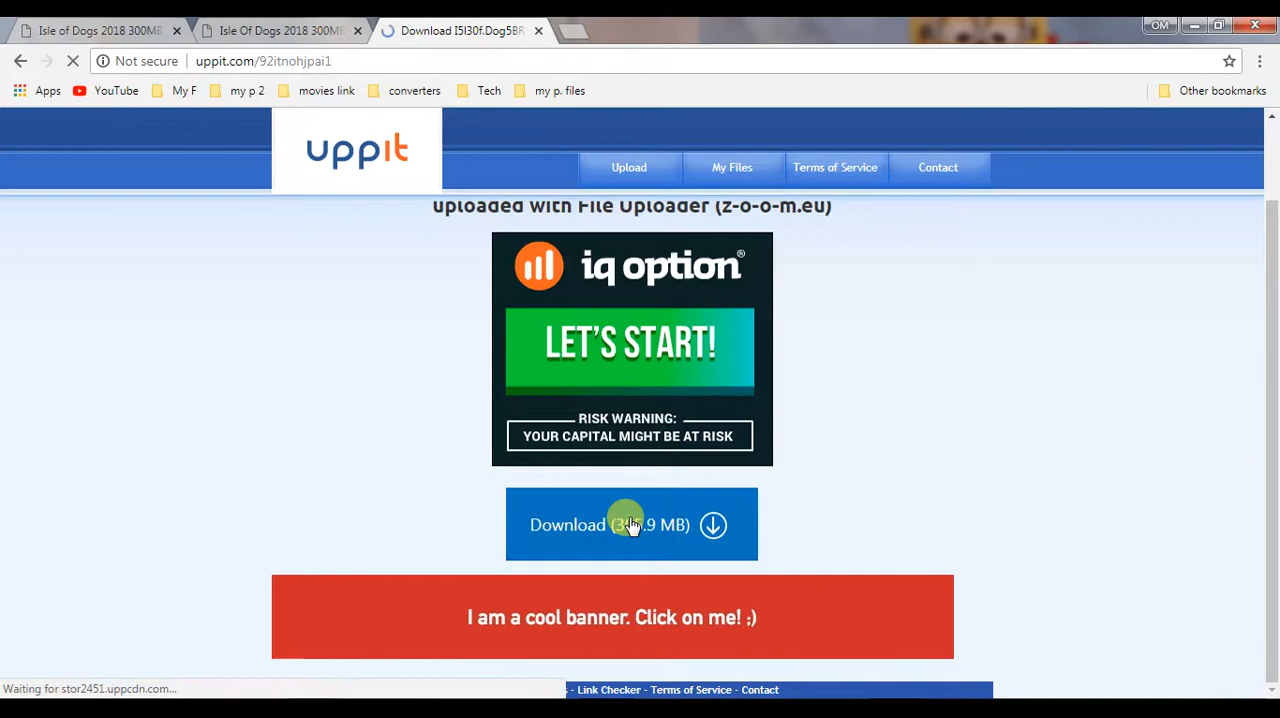 Isle of Dogs 2018 300MB
Isle Of Dogs 2018 300MB
Download I5l30f.Dog5BR
OM
Not secure
uppit.com/92itnohjpai1
Apps
YouTube
My F
my p 2
movies link
converters
Tech
my p. files
Other bookmarks
uppit
Upload
My Files
Terms of Service
Contact
uploaded with File Uploader (z-o-o-m.eu)
iq option®
LET'S START!
RISK WARNING:
YOUR CAPITAL MIGHT BE AT RISK
Download MB)
I am a cool banner. Click on me! ;)
Waiting for stor2451.uppcdn.com...
- Link Checker - Terms of Service - Contact